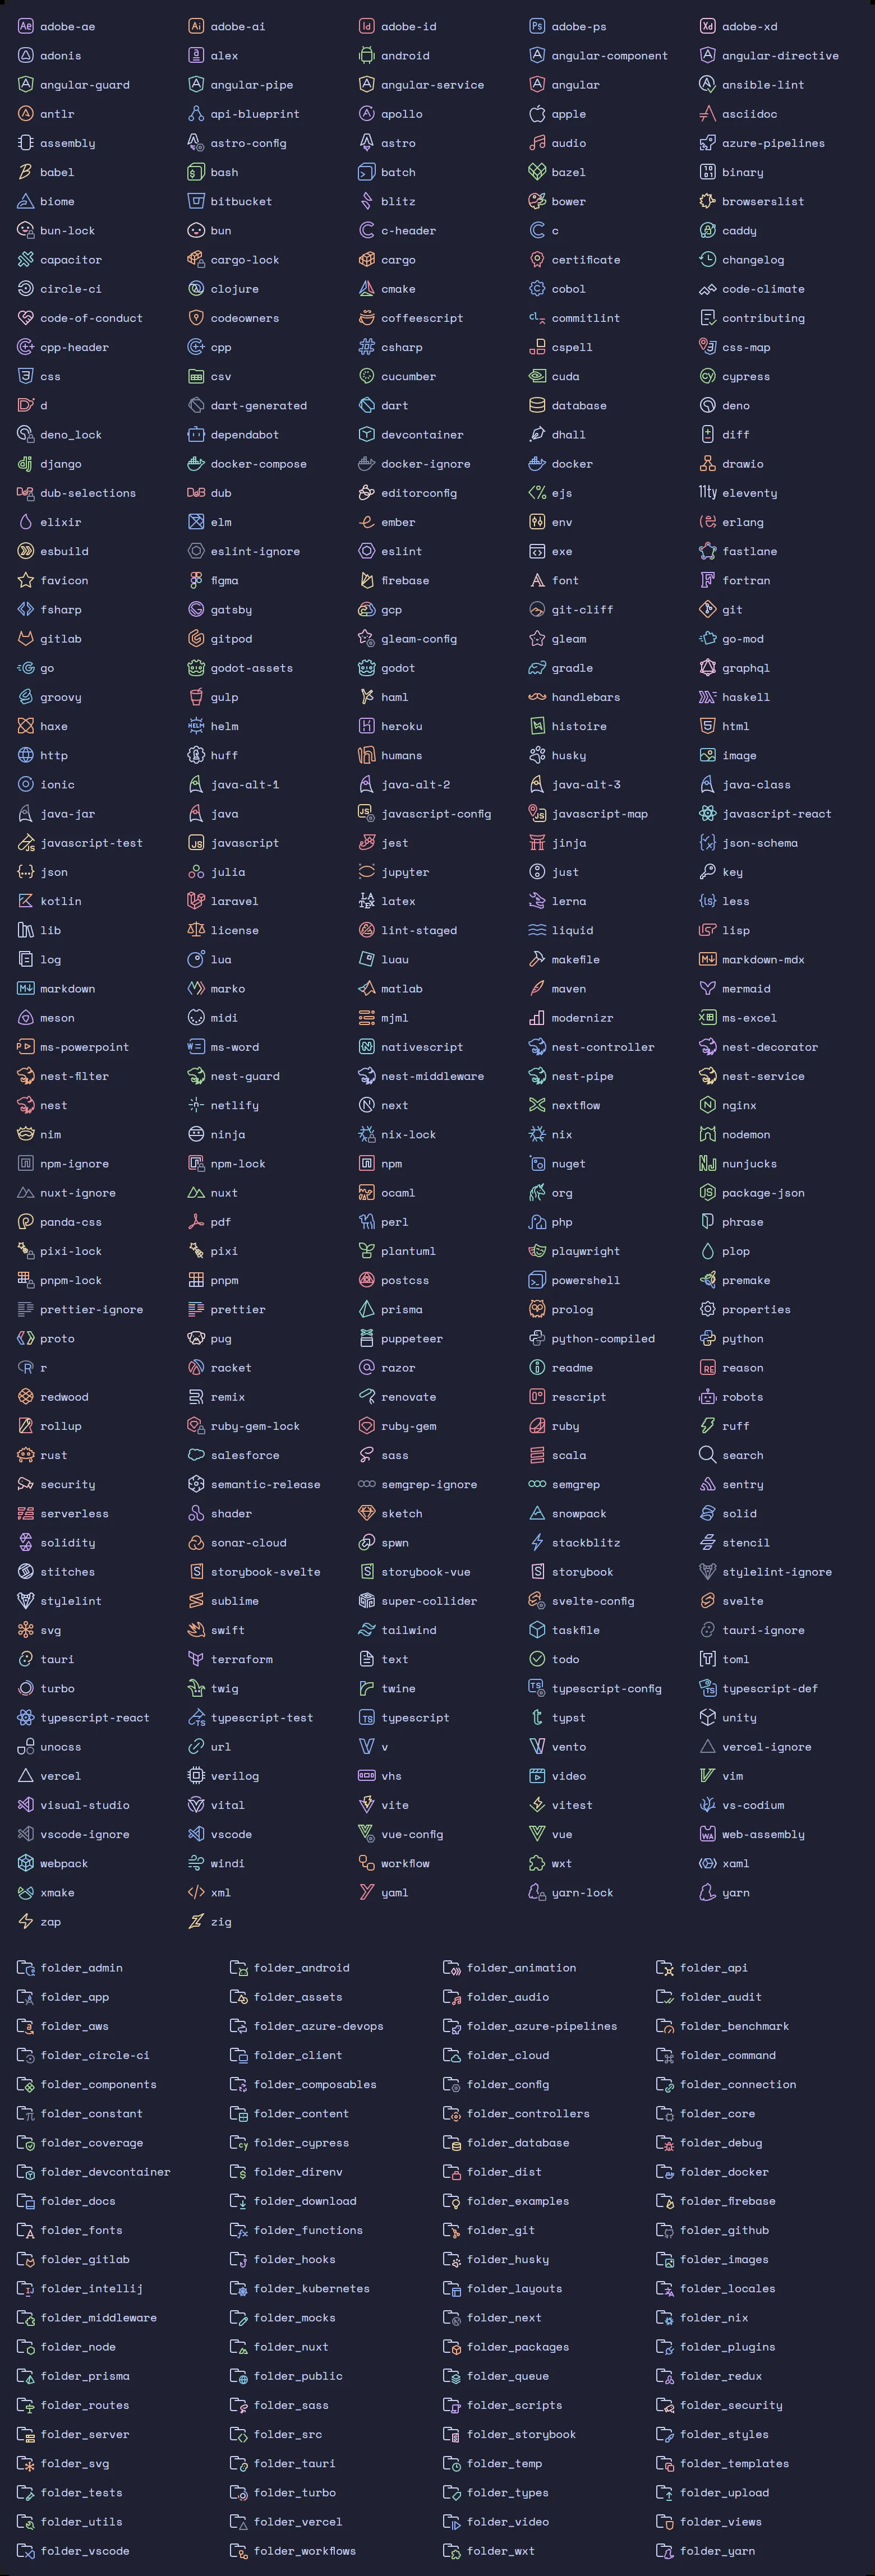 adobe-ae adobe-ai adobe-id adobe-ps adobe-xd
adonis alex android angular-component angular-directive
angular-guard angular-pipe angular-service angular ansible-lint
antlr api-blueprint apollo apple asciidoc
assembly astro-config astro audio azure-pipelines
babel bash batch bazel binary
biome bitbucket blitz bower browserslist
bun-lock bun c-header c caddy
capacitor cargo-lock cargo certificate changelog
circle-ci clojure cmake cobol code-climate
code-of-conduct codeowners coffeescript commitlint contributing
cpp-header cpp csharp cspell css-map
css csv cucumber cuda cypress
d dart-generated dart database deno
deno_lock dependabot devcontainer dhall diff
django docker-compose docker-ignore docker drawio
dub-selections dub editorconfig ejs eleventy
elixir elm ember env erlang
esbuild eslint-ignore eslint exe fastlane
favicon figma firebase font fortran
fsharp gatsby gcp git-cliff git
gitlab gitpod gleam-config gleam go-mod
go godot-assets godot gradle graphql
groovy gulp haml handlebars haskell
haxe helm heroku histoire html
http huff humans husky image
ionic java-alt-1 java-alt-2 java-alt-3 java-class
java-jar java javascript-config javascript-map javascript-react
javascript-test javascript jest jinja json-schema
json julia jupyter just key
kotlin laravel latex lerna less
lib license lint-staged liquid lisp
log lua luau makefile markdown-mdx
markdown marko matlab maven mermaid
meson midi mjml modernizr ms-excel
ms-powerpoint ms-word nativescript nest-controller nest-decorator
nest-filter nest-guard nest-middleware nest-pipe nest-service
nest netlify next nextflow nginx
nim ninja nix-lock nix nodemon
npm-ignore npm-lock npm nuget nunjucks
nuxt-ignore nuxt ocaml org package-json
panda-css pdf perl php phrase
pixi-lock pixi plantuml playwright plop
pnpm-lock pnpm postcss powershell premake
prettier-ignore prettier prisma prolog properties
proto pug puppeteer python-compiled python
r racket razor readme reason
redwood remix renovate rescript robots
rollup ruby-gem-lock ruby-gem ruby ruff
rust salesforce sass scala search
security semantic-release semgrep-ignore semgrep sentry
serverless shader sketch snowpack solid
solidity sonar-cloud spwn stackblitz stencil
stitches storybook-svelte storybook-vue storybook stylelint-ignore
stylelint sublime super-collider svelte-config svelte
svg swift tailwind taskfile tauri-ignore
tauri terraform text todo toml
turbo twig twine typescript-config typescript-def
typescript-react typescript-test typescript typst unity
unocss url v vento vercel-ignore
vercel verilog vhs video vim
visual-studio vital vite vitest vs-codium
vscode-ignore vscode vue-config vue web-assembly
webpack windi workflow wxt xaml
xmake xml yaml yarn-lock yarn
zap zig
folder_admin folder_android folder_animation folder_api
folder_app folder_assets folder_audio folder_audit
folder_aws folder_azure-devops folder_azure-pipelines folder_benchmark
folder_circle-ci folder_client folder_cloud folder_command
folder_components folder_composables folder_config folder_connection
folder_constant folder_content folder_controllers folder_core
folder_coverage folder_cypress folder_database folder_debug
folder_devcontainer folder_direnv folder_dist folder_docker
folder_docs folder_download folder_examples folder_firebase
folder_fonts folder_functions folder_git folder_github
folder_gitlab folder_hooks folder_husky folder_images
folder_intellij folder_kubernetes folder_layouts folder_locales
folder_middleware folder_mocks folder_next folder_nix
folder_node folder_nuxt folder_packages folder_plugins
folder_prisma folder_public folder_queue folder_redux
folder_routes folder_sass folder_scripts folder_security
folder_server folder_src folder_storybook folder_styles
folder_svg folder_tauri folder_temp folder_templates
folder_tests folder_turbo folder_types folder_upload
folder_utils folder_vercel folder_video folder_views
folder_vscode folder_workflows folder_wxt folder_yarn